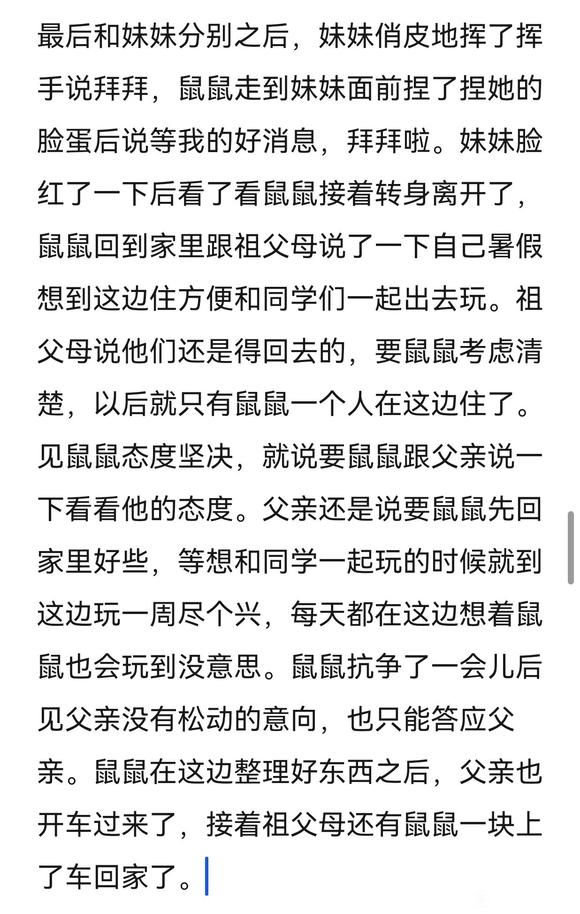 最后和妹妹分别之后，妹妹俏皮地挥了挥
手说拜拜，鼠鼠走到妹妹面前捏了捏她的
脸蛋后说等我的好消息，拜拜啦。妹妹脸
红了一下后看了看鼠鼠接着转身离开了，
鼠鼠回到家里跟祖父母说了一下自己暑假
想到这边住方便和同学们一起出去玩。祖
父母说他们还是得回去的，要鼠鼠考虑清
楚，以后就只有鼠鼠一个人在这边住了。
见鼠鼠态度坚决，就说要鼠鼠跟父亲说一
下看看他的态度。父亲还是说要鼠鼠先回
家里好些，等想和同学一起玩的时候就到
这边玩一周尽个兴，每天都在这边想着鼠
鼠也会玩到没意思。鼠鼠抗争了一会儿后
见父亲没有松动的意向，也只能答应父
亲。鼠鼠在这边整理好东西之后，父亲也
开车过来了，接着祖父母还有鼠鼠一块上
了车回家了。